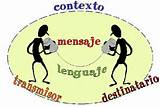 contexto
mensaje
lenguaje
transmisor
destinatario